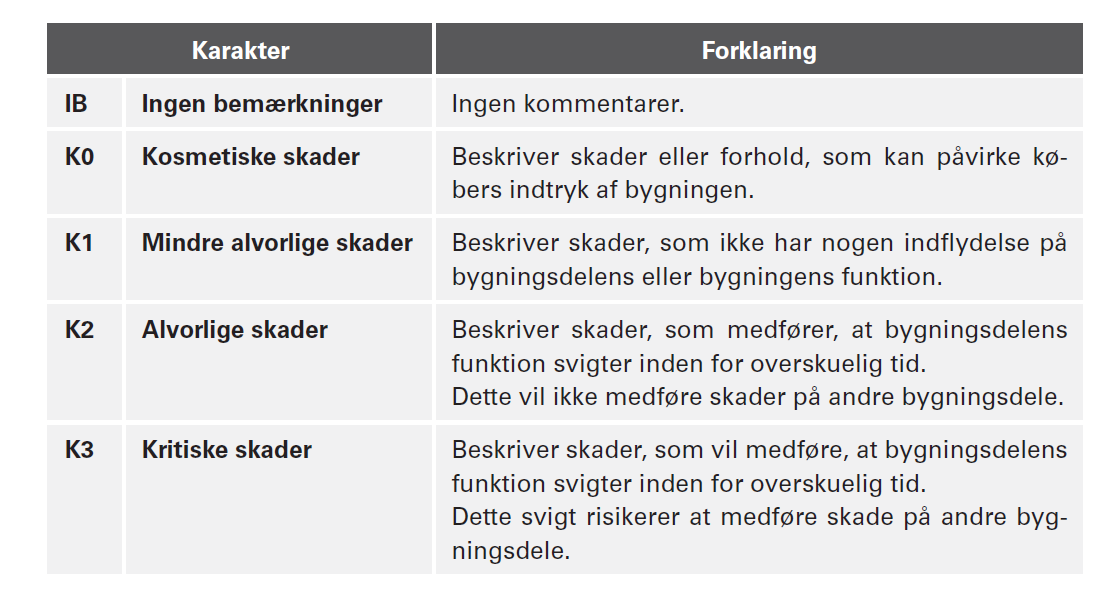 Karakter Forklaring
IB Ingen bemærkninger Ingen kommentarer.
K0 Kosmetiske skader Beskriver skader eller forhold, som kan påvirke kø-
bers indtryk af bygningen.
K1 Mindre alvorlige skader Beskriver skader, som ikke har nogen indflydelse på
bygningsdelens eller bygningens funktion.
K2 Alvorlige skader Beskriver skader, som medfører, at bygningsdelens
funktion svigter inden for overskuelig tid.
Dette vil ikke medføre skader på andre bygningsdele.
K3 Kritiske skader Beskriver skader, som vil medføre, at bygningsdelens
funktion svigter inden for overskuelig tid.
Dette svigt risikerer at medføre skade på andre byg-
ningsdele.